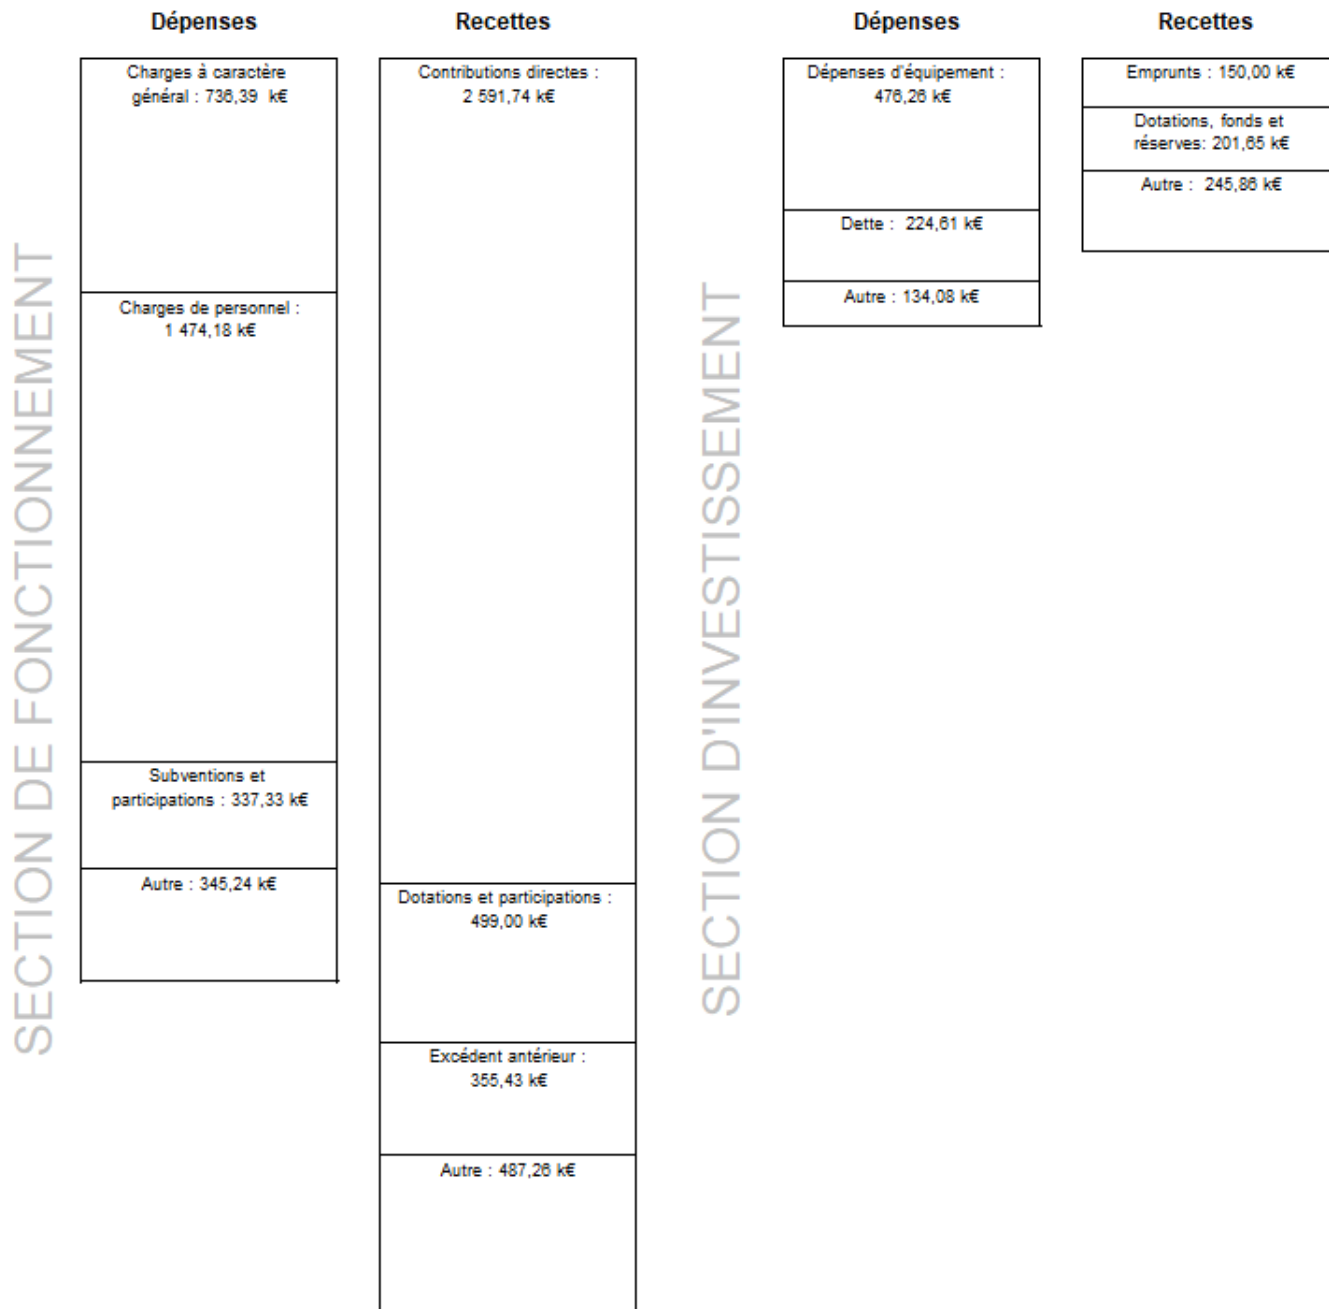 Dépenses
Recettes
Charges à caractère
général : 736,39 k€
Charges de personnel :
1 474,18 k€
Subventions et
participations : 337,33 k€
Autre : 345,24 k€
Contributions directes :
2 591,74 k€
Dotations et participations :
499,00 k€
Excédent antérieur :
355,43 k€
Autre : 487,26 k€
SECTION DE FONCTIONNEMENT
Dépenses
Recettes
Dépenses d'équipement :
476,26 k€
Dette : 224,61 k€
Autre : 134,08 k€
Emprunts : 150,00 k€
Dotations, fonds et
réserves: 201,65 k€
Autre : 245,86 k€
SECTION D'INVESTISSEMENT